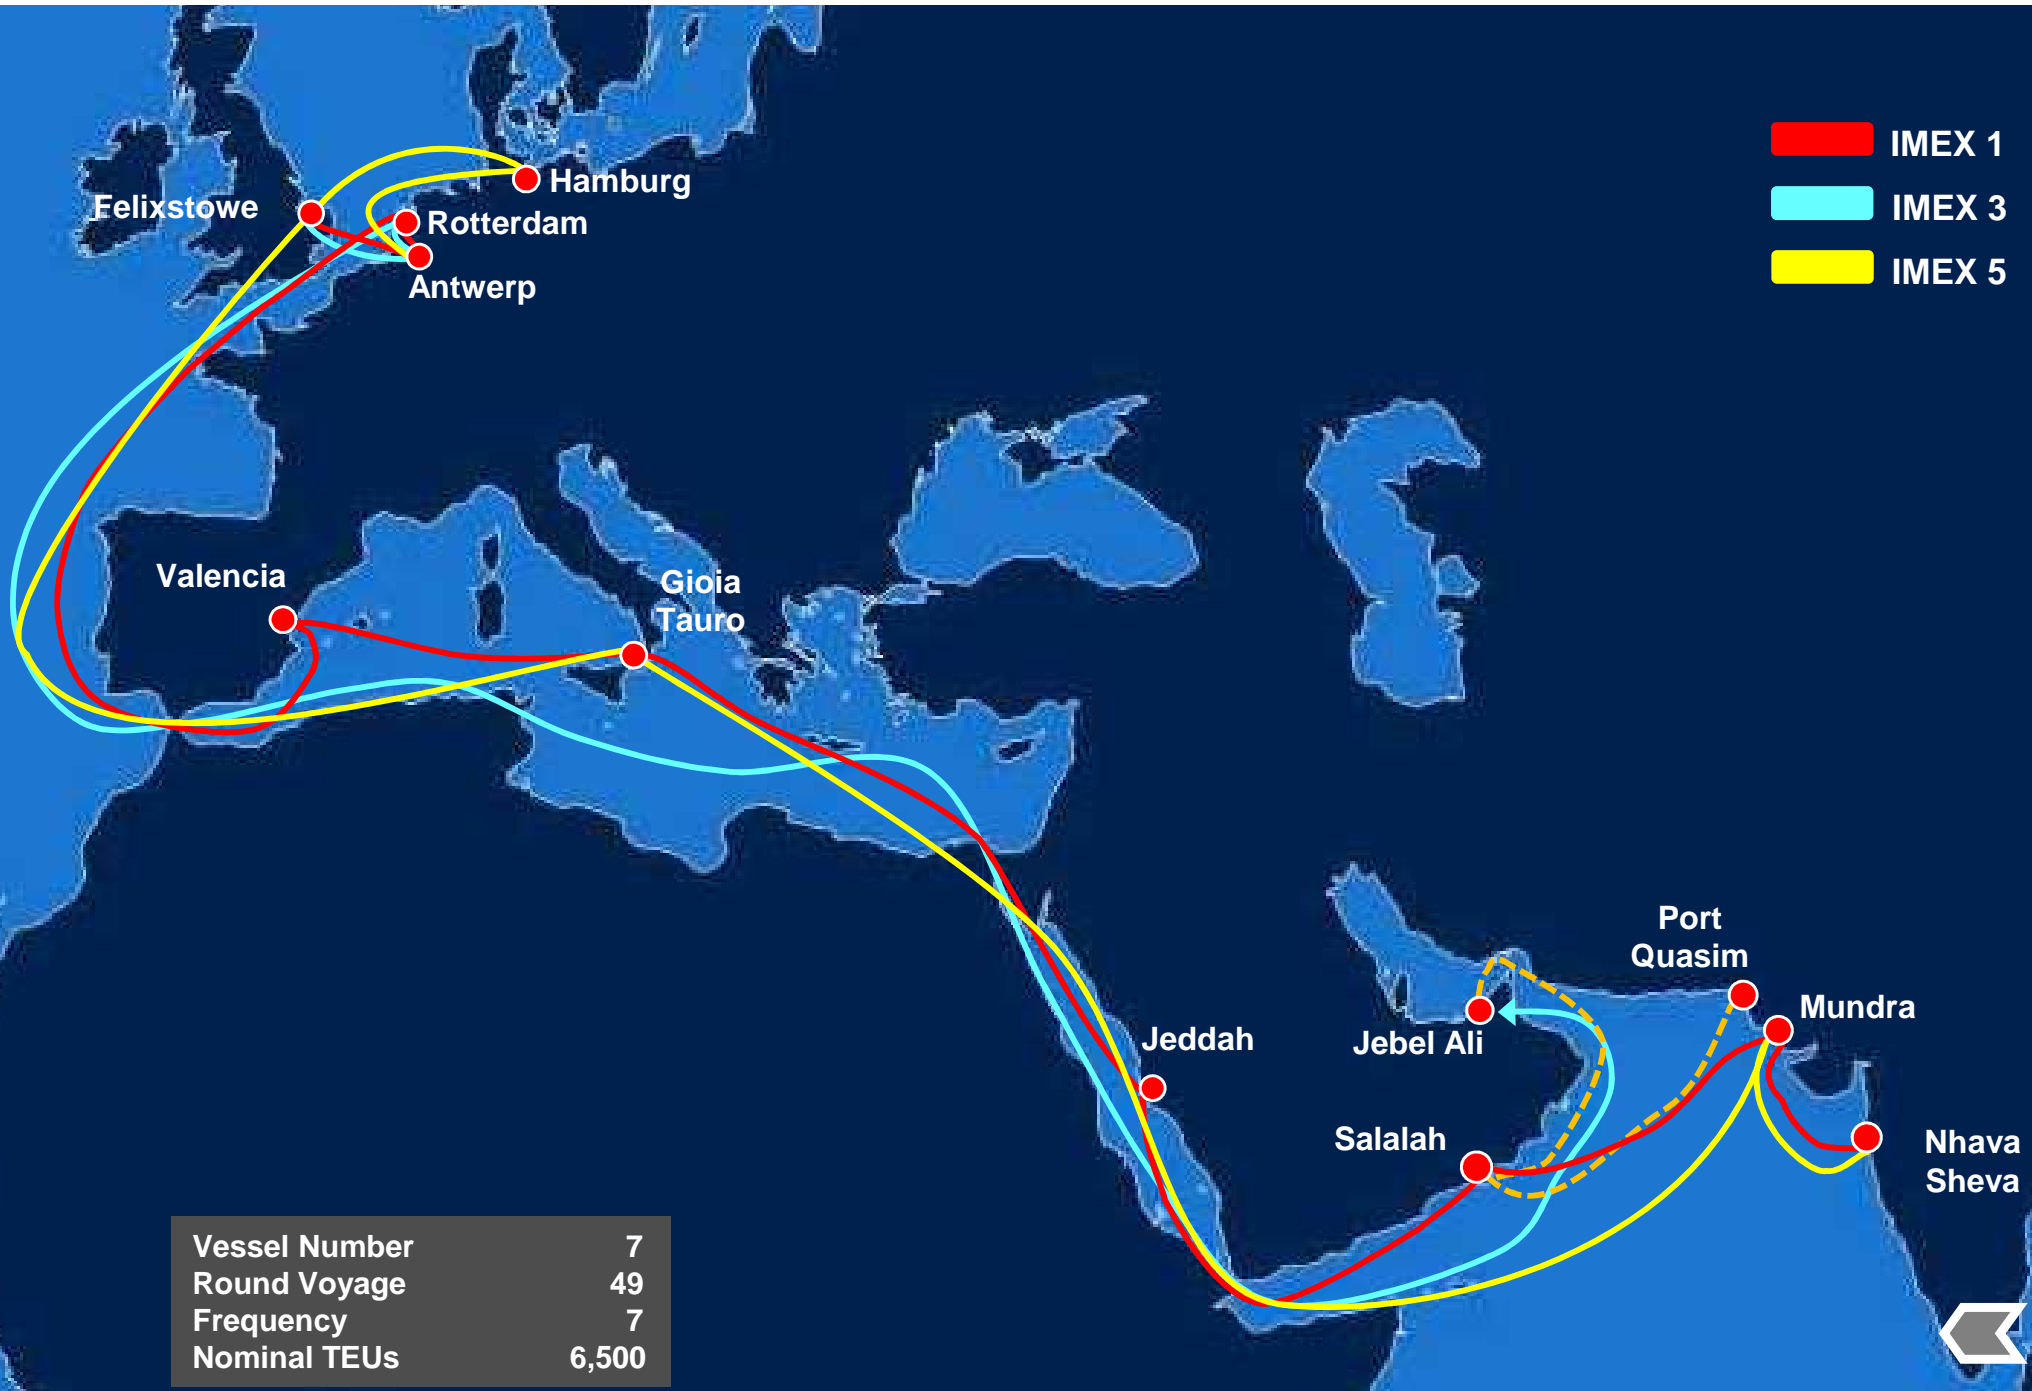 IMEX 1
IMEX 3
IMEX 5
Hamburg
Felixstowe
Rotterdam
Antwerp
Valencia
Gioia
Tauro
Port
Quasim
Mundra
Jeddah
Jebel Ali
Salalah
Nhava
Sheva
Vessel Number 7
Round Voyage 49
Frequency 7
Nominal TEUs 6,500